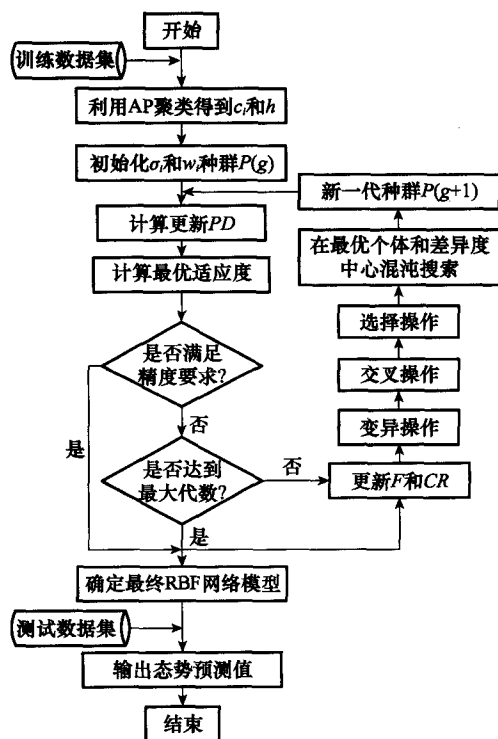 开始
训练数据集
利用AP聚类得到cᵢ和h
初始化σᵢ和wᵢ种群P(g)
新一代种群P(g+1)
计算更新PD
在最优个体和差异度
中心混沌搜索
计算最优适应度
选择操作
是否满足
精度要求?
交叉操作
否
变异操作
是
是否达到
最大代数?
否
更新F和CR
是
确定最终RBF网络模型
测试数据集
输出态势预测值
结束